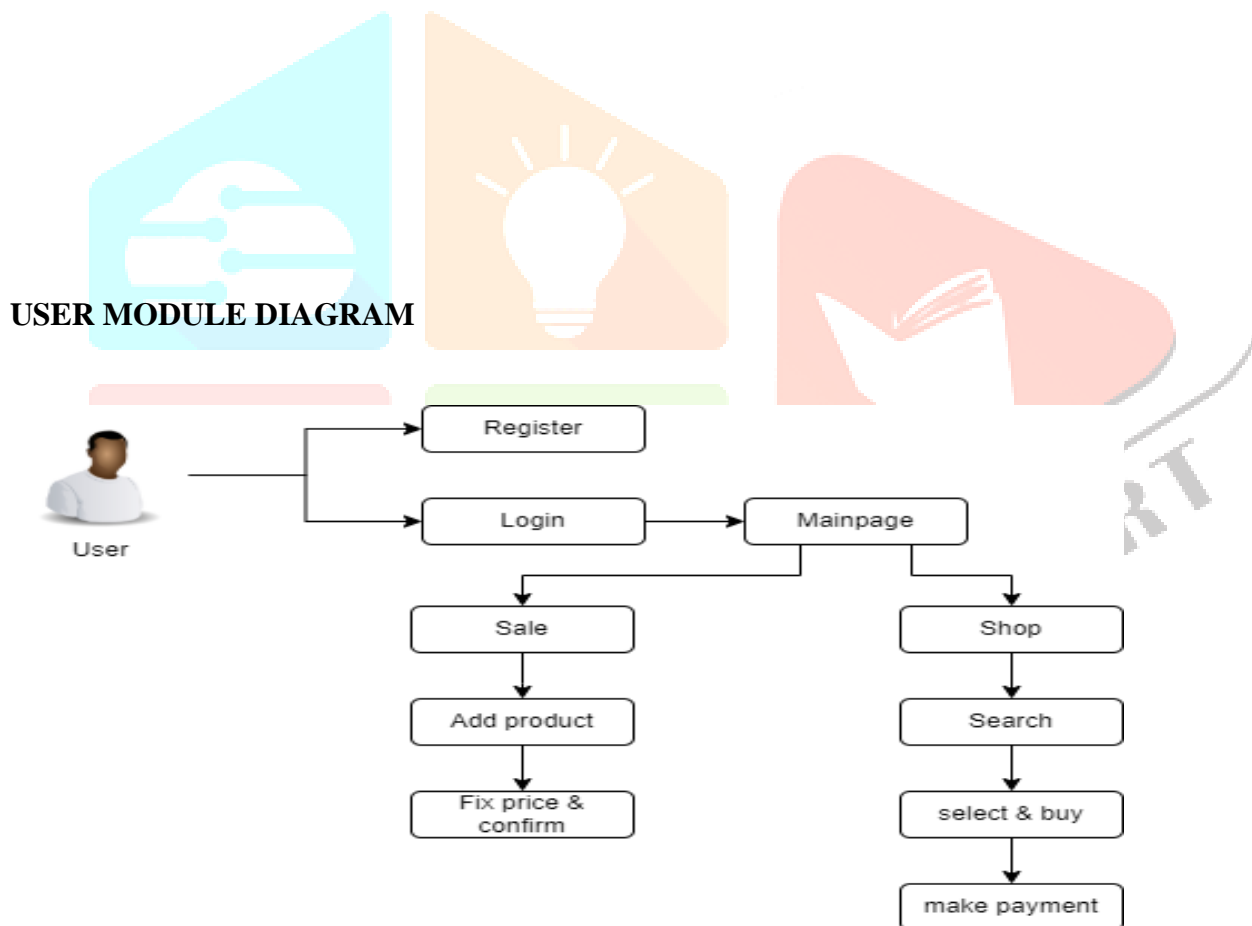 USER MODULE DIAGRAM
Register
User
Login
Mainpage
Sale
Shop
Add product
Search
Fix price &
confirm
select & buy
make payment